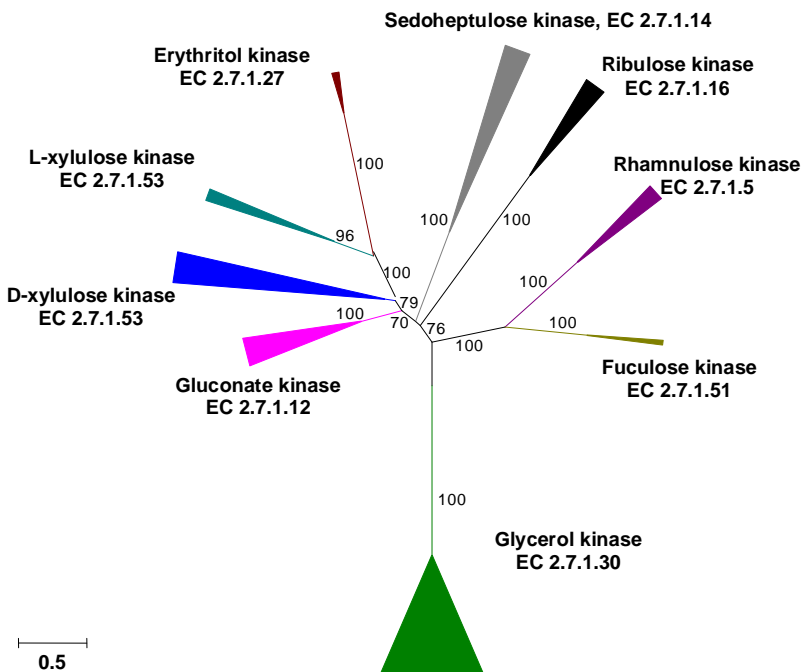 Sedoheptulose kinase, EC 2.7.1.14
Erythritol kinase
EC 2.7.1.27
Ribulose kinase
EC 2.7.1.16
L-xylulose kinase
EC 2.7.1.53
Rhamnulose kinase
EC 2.7.1.5
100
96
100
100
100
100
D-xylulose kinase
EC 2.7.1.53
79
100
70
76
100
100
Gluconate kinase
EC 2.7.1.12
Fuculose kinase
EC 2.7.1.51
100
Glycerol kinase
EC 2.7.1.30
0.5